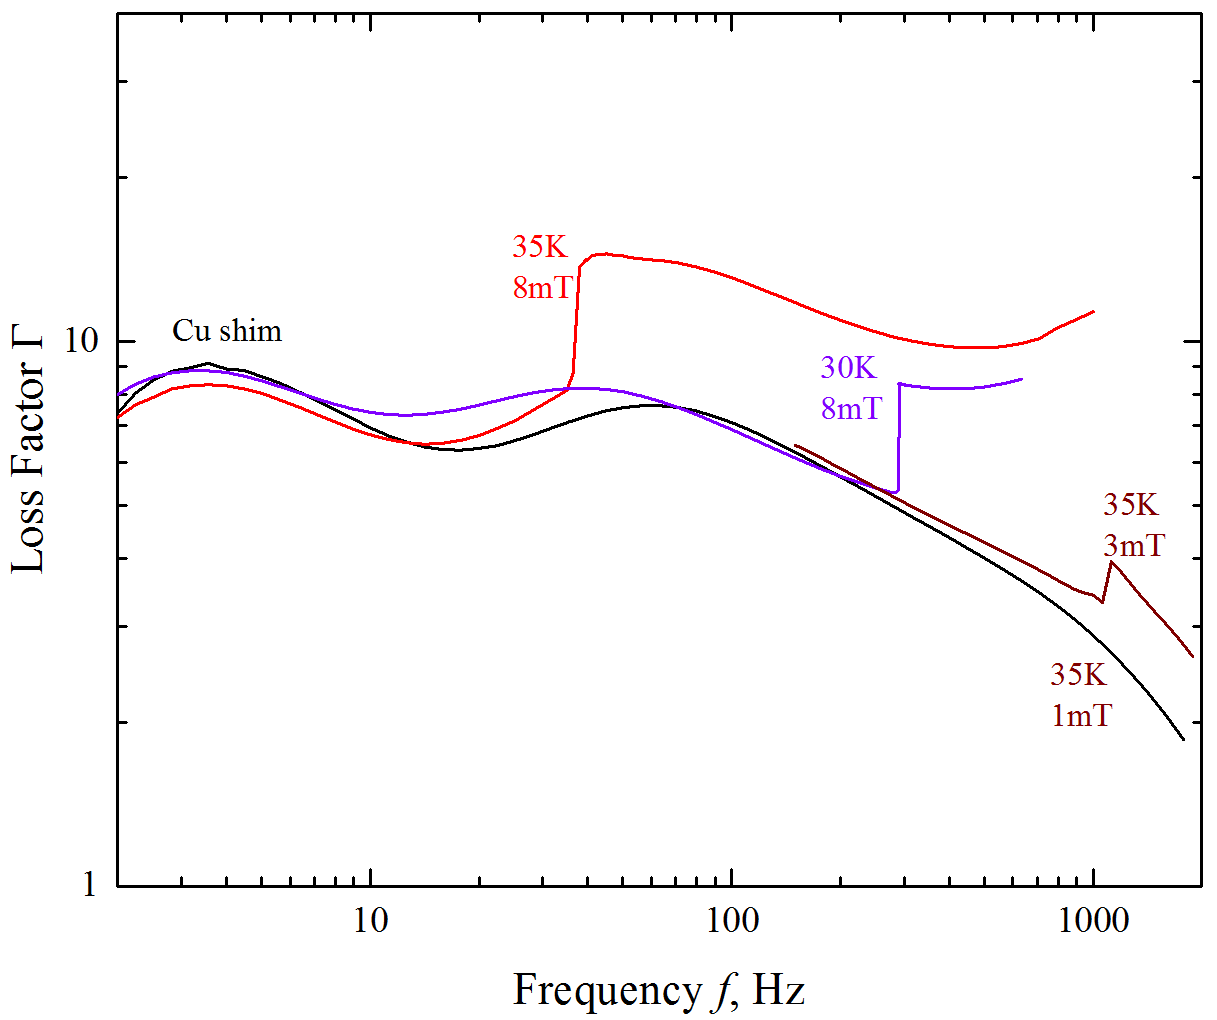 35K
8mT
Cu shim
10
30K
8mT
35K
3mT
35K
1mT
1
10
100
1000
Loss Factor Γ
Frequency f, Hz